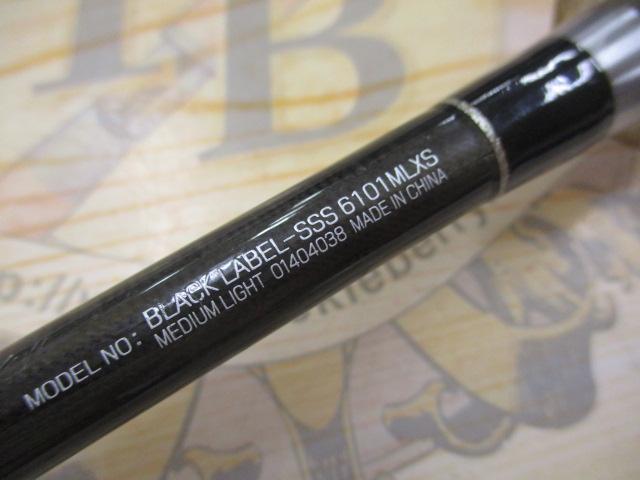 MODEL NO: BLACK LABEL-SSS 6101MLXS
MEDIUM LIGHT 01404038 MADE IN CHINA